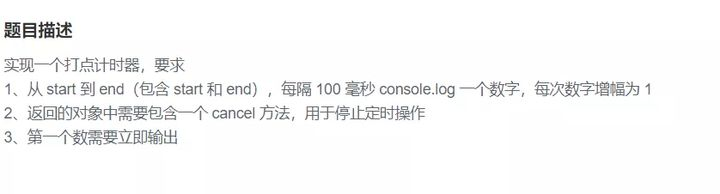 题目描述
实现一个打点计时器，要求
1、从 start 到 end（包含 start 和 end），每隔 100 毫秒 console.log 一个数字，每次数字增幅为 1
2、返回的对象中需要包含一个 cancel 方法，用于停止定时操作
3、第一个数需要立即输出